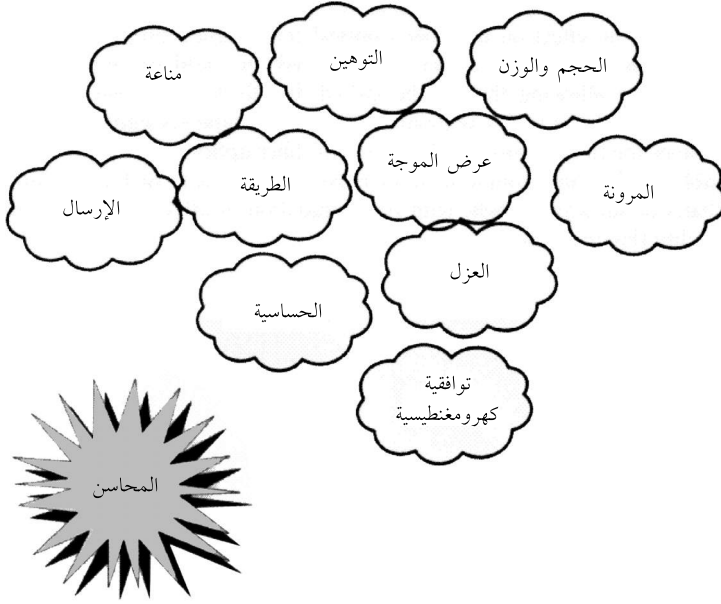 الحجم والوزن
التوهين
مناعة
المرونة
عرض الموجة
الطريقة
الإرسال
العزل
الحساسية
توافقية
كهرومغنطيسية
المحاسن